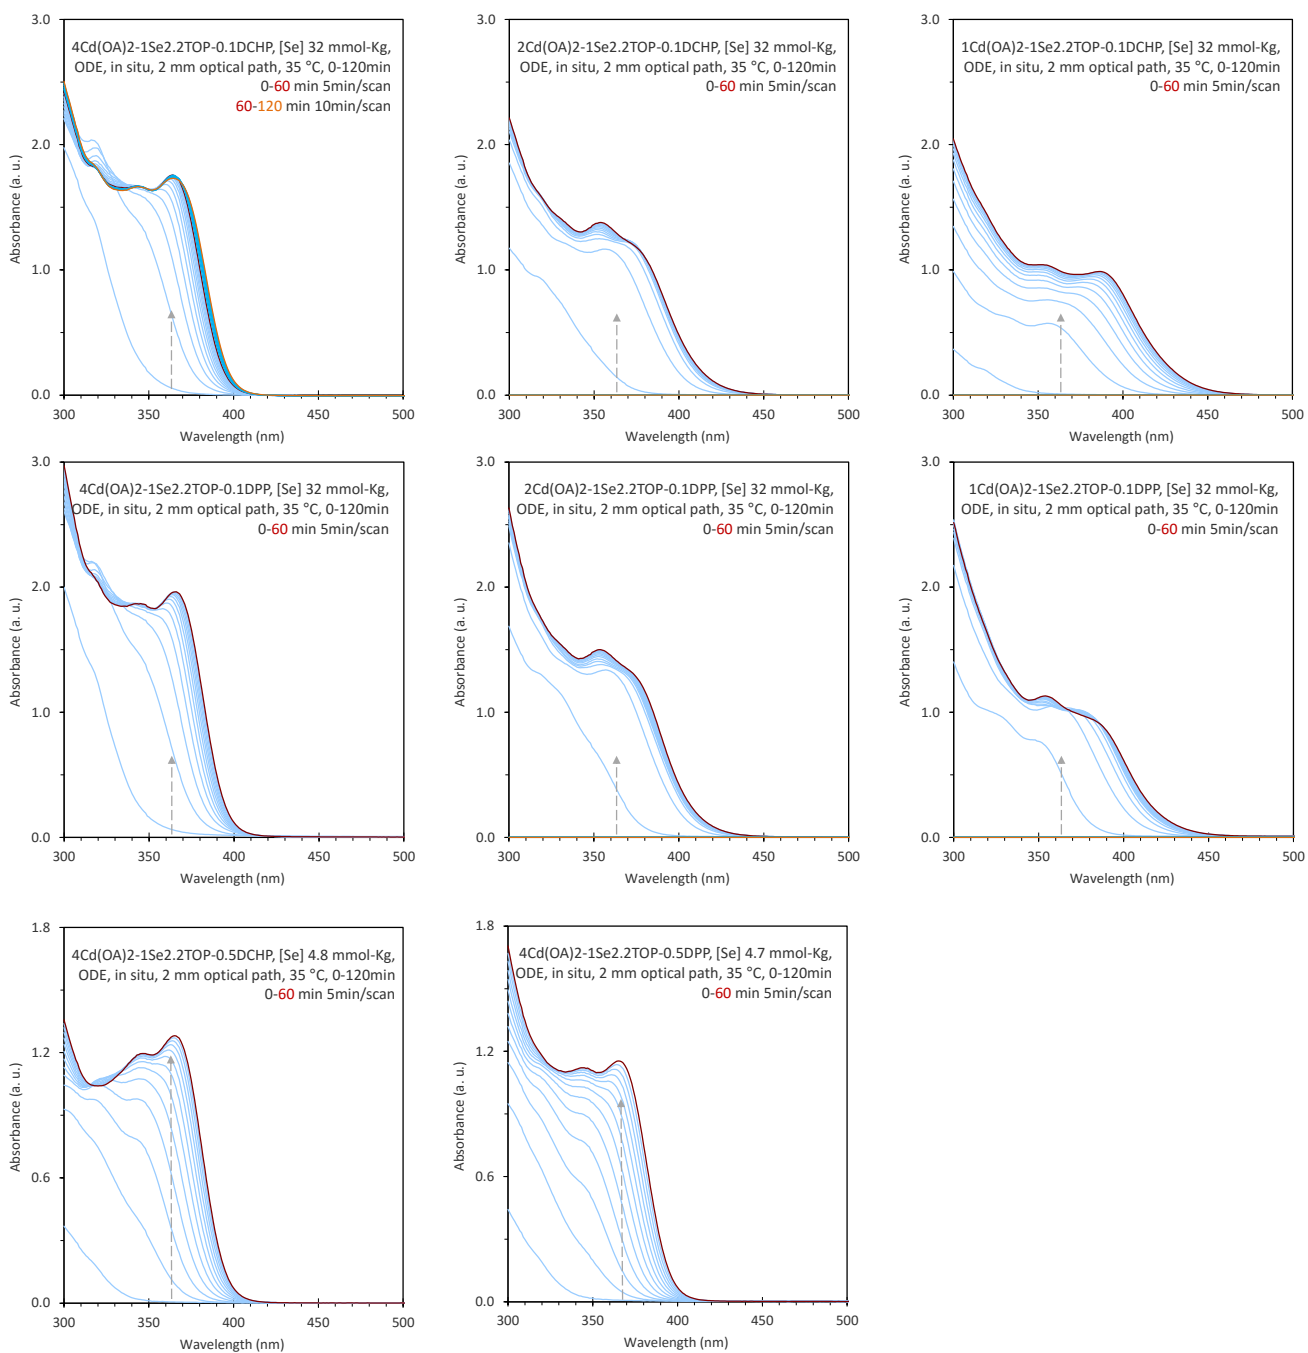 3.0
2.0
1.0
0.0
300 350 400 450 500
Absorbance (a. u.)
Wavelength (nm)
4Cd(OA)2-1Se2.2TOP-0.1DCHP, [Se] 32 mmol-Kg,
ODE, in situ, 2 mm optical path, 35 °C, 0-120min
0-60 min 5min/scan
60-120 min 10min/scan
3.0
2.0
1.0
0.0
300 350 400 450 500
Absorbance (a. u.)
Wavelength (nm)
2Cd(OA)2-1Se2.2TOP-0.1DCHP, [Se] 32 mmol-Kg,
ODE, in situ, 2 mm optical path, 35 °C, 0-120min
0-60 min 5min/scan
3.0
2.0
1.0
0.0
300 350 400 450 500
Absorbance (a. u.)
Wavelength (nm)
1Cd(OA)2-1Se2.2TOP-0.1DCHP, [Se] 32 mmol-Kg,
ODE, in situ, 2 mm optical path, 35 °C, 0-120min
0-60 min 5min/scan
3.0
2.0
1.0
0.0
300 350 400 450 500
Absorbance (a. u.)
Wavelength (nm)
4Cd(OA)2-1Se2.2TOP-0.1DPP, [Se] 32 mmol-Kg,
ODE, in situ, 2 mm optical path, 35 °C, 0-120min
0-60 min 5min/scan
3.0
2.0
1.0
0.0
300 350 400 450 500
Absorbance (a. u.)
Wavelength (nm)
2Cd(OA)2-1Se2.2TOP-0.1DPP, [Se] 32 mmol-Kg,
ODE, in situ, 2 mm optical path, 35 °C, 0-120min
0-60 min 5min/scan
3.0
2.0
1.0
0.0
300 350 400 450 500
Absorbance (a. u.)
Wavelength (nm)
1Cd(OA)2-1Se2.2TOP-0.1DPP, [Se] 32 mmol-Kg,
ODE, in situ, 2 mm optical path, 35 °C, 0-120min
0-60 min 5min/scan
1.8
1.2
0.6
0.0
300 350 400 450 500
Absorbance (a. u.)
Wavelength (nm)
4Cd(OA)2-1Se2.2TOP-0.5DCHP, [Se] 4.8 mmol-Kg,
ODE, in situ, 2 mm optical path, 35 °C, 0-120min
0-60 min 5min/scan
1.8
1.2
0.6
0.0
300 350 400 450 500
Absorbance (a. u.)
Wavelength (nm)
4Cd(OA)2-1Se2.2TOP-0.5DPP, [Se] 4.7 mmol-Kg,
ODE, in situ, 2 mm optical path, 35 °C, 0-120min
0-60 min 5min/scan